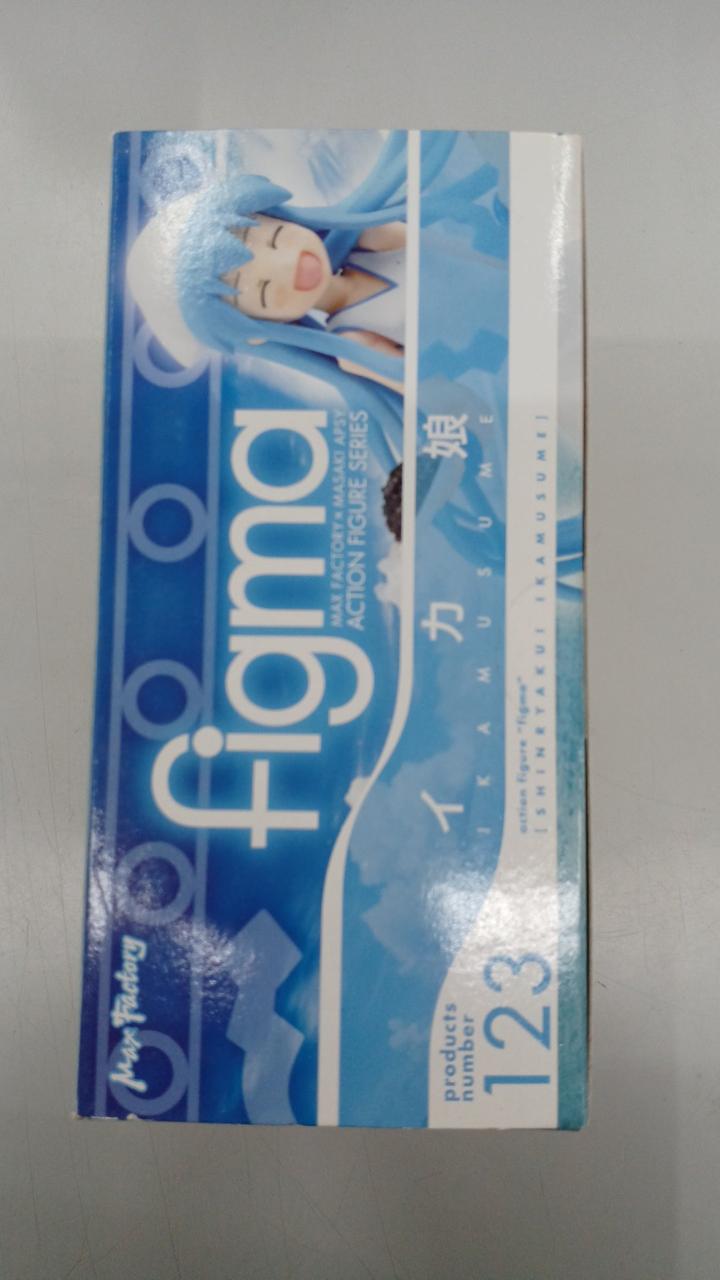 Max Factory
figma
MAX FACTORY × MASAKI APSY
ACTION FIGURE SERIES
イカ娘
IKAMUSUME
products
number
123
action figure "figma"
[SHINRYAKU! IKAMUSUME]